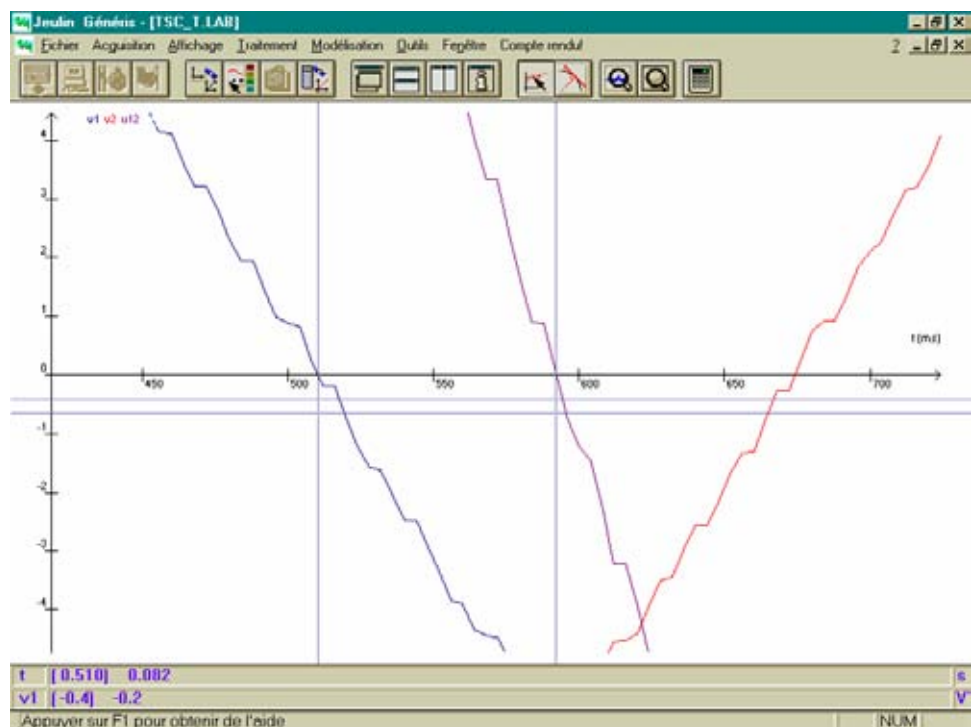 Jeulin Généris - [TSC_T.LAB]
Fichier Acquisition Affichage Traitement Modélisation Outils Fenêtre Compte rendu! ?
v1 v2 u12
4
3
2
1
0
-1
-2
-3
-4
450 500 550 600 650 700
t(ms)
t [0.510] 0.082 s
v1 [-0.4] -0.2 V
Appuyer sur F1 pour obtenir de l'aide NUM